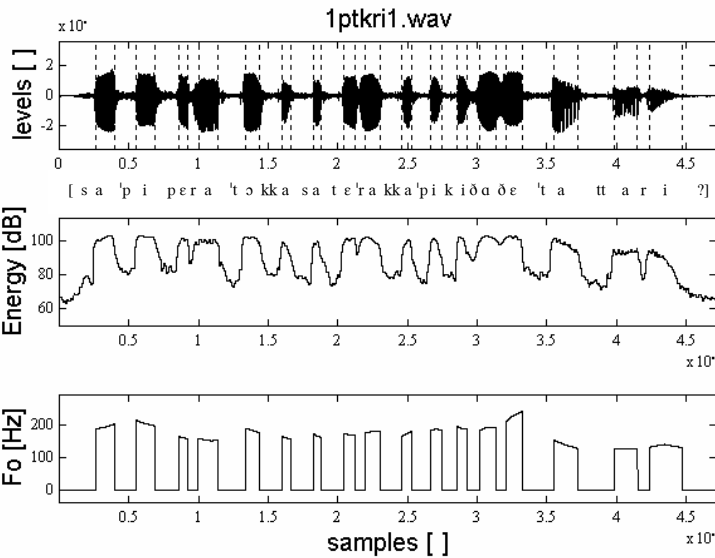 1ptkri1.wav
x 10⁴
levels [ ]
2
0
-2
0 0.5 1 1.5 2 2.5 3 3.5 4 4.5
[ s a ˈp i p ɛ r a ˈt ɔ kk a s a t ɛ ˈr a kk a ˈp i k i ð ɑ ð ɛ ˈt a tt a r i ?]
Energy [dB]
100
80
60
0.5 1 1.5 2 2.5 3 3.5 4 4.5
x 10⁴
Fo [Hz]
200
100
0
0.5 1 1.5 2 2.5 3 3.5 4 4.5
x 10⁴
samples [ ]